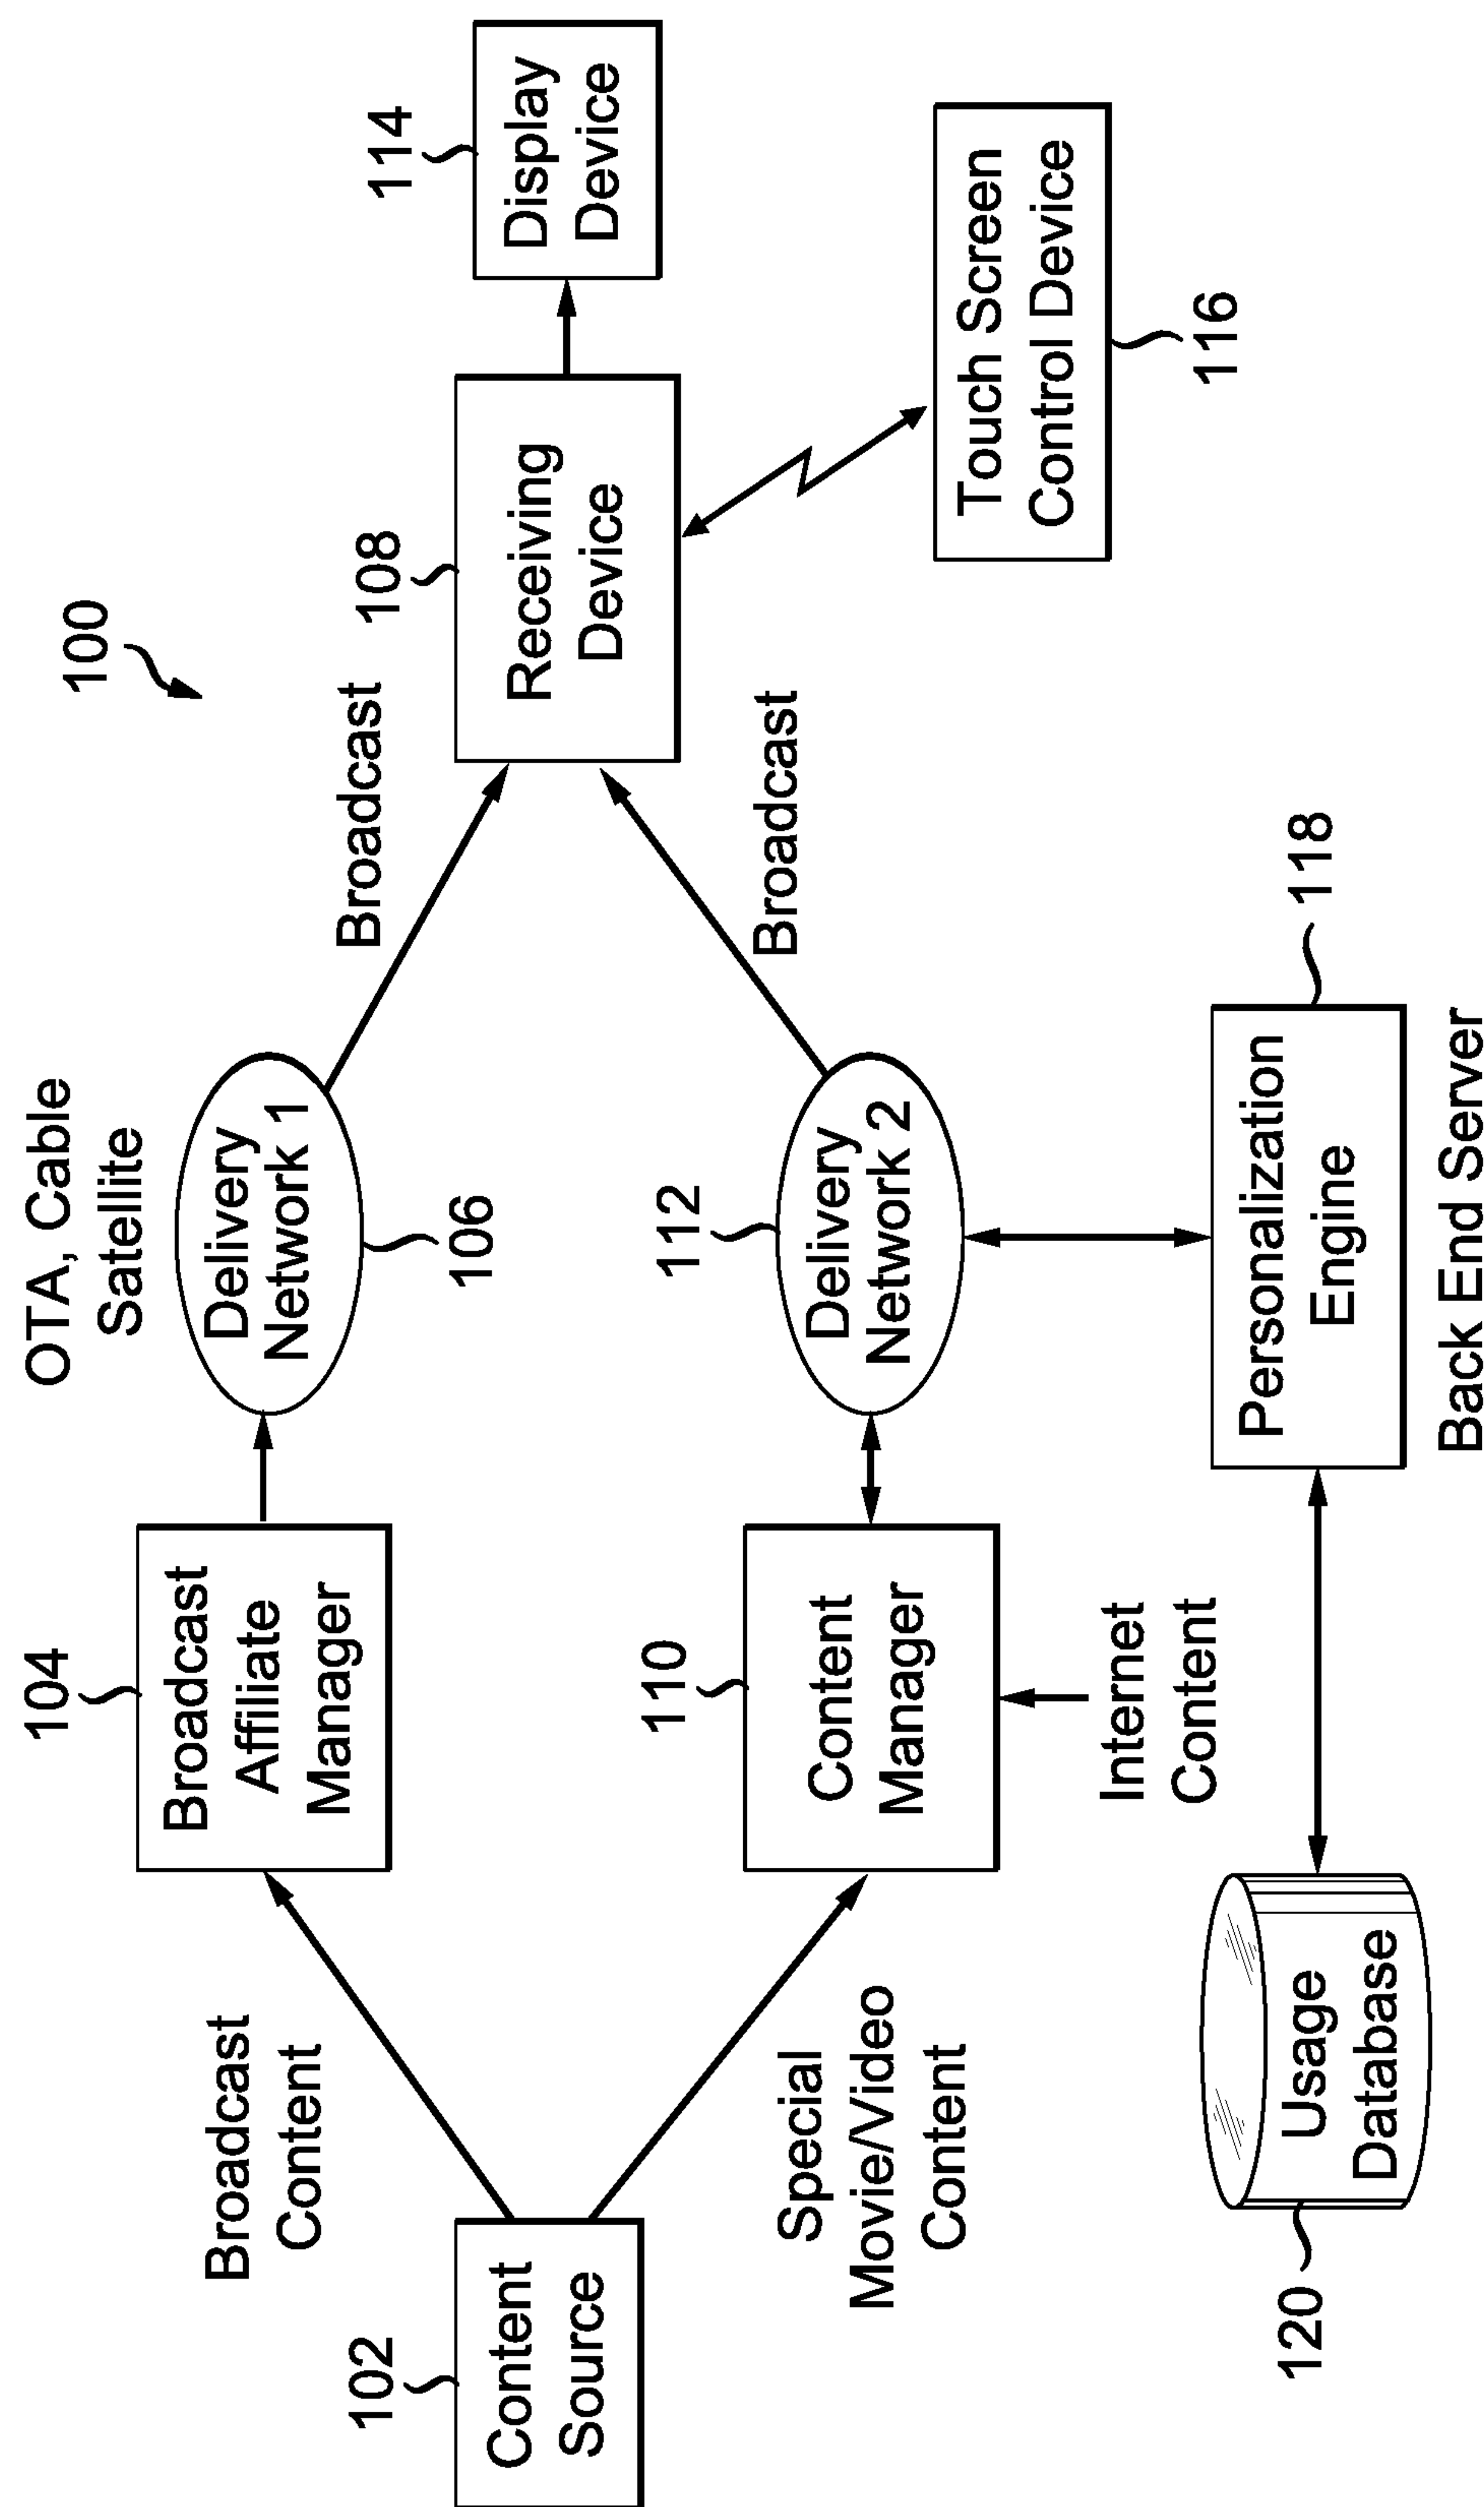 100
OTA, Cable
Satellite
104
Broadcast
Affiliate
Manager
Delivery
Network 1
106
Broadcast
Content
Broadcast
102
Content
Source
108
Receiving
Device
114
Display
Device
110
Content
Manager
112
Delivery
Network 2
Broadcast
Special
Movie/Video
Content
Touch Screen
Control Device
116
Internet
Content
120
Usage
Database
Personalization
Engine
118
Back End Server